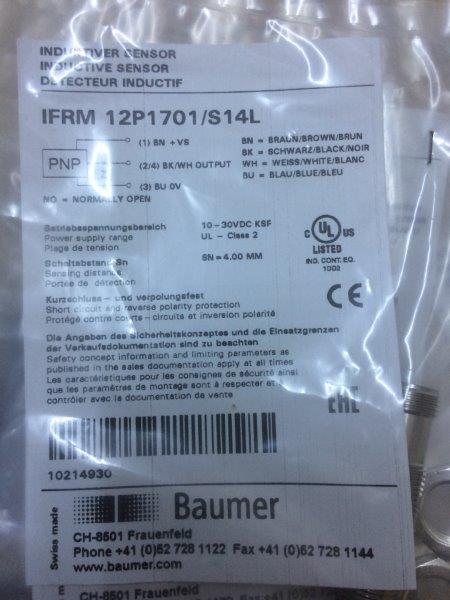 INDUKTIVER SENSOR
INDUCTIVE SENSOR
DETECTEUR INDUCTIF
IFRM 12P1701/S14L
PNP
(1) BN +VS
(2/4) BK/WH OUTPUT
(3) BU 0V
NO = NORMALLY OPEN
BN = BRAUN/BROWN/BRUN
BK = SCHWARZ/BLACK/NOIR
WH = WEISS/WHITE/BLANC
BU = BLAU/BLUE/BLEU
Betriebsspannungsbereich
Power supply range
Plage de tension
10-30VDC KSF
UL - Class 2
Schaltabstand Sn
Sensing distance
Portée de détection
SN = 4.00 MM
C UL US
LISTED
IND. CONT. EQ.
1002
CE
Kurzschluss- und verpolungsfest
Short circuit and reverse polarity protection
Protégé contre courts-circuits et inversion polarité
Die Angaben des Sicherheitskonzeptes und die Einsatzgrenzen
der Verkaufsdokumentation sind zu beachten
Safety concept information and limiting parameters as
published in the sales documentation apply at all times
Les caractéristiques pour les consignes de sécurité ainsi
que les paramètres de montage sont à respecter et
contrôler avec la documentation de vente
EAC
10214930
Swiss made
Baumer
CH-8501 Frauenfeld
Phone +41 (0)52 728 1122 Fax +41 (0)52 728 1144
www.baumer.com